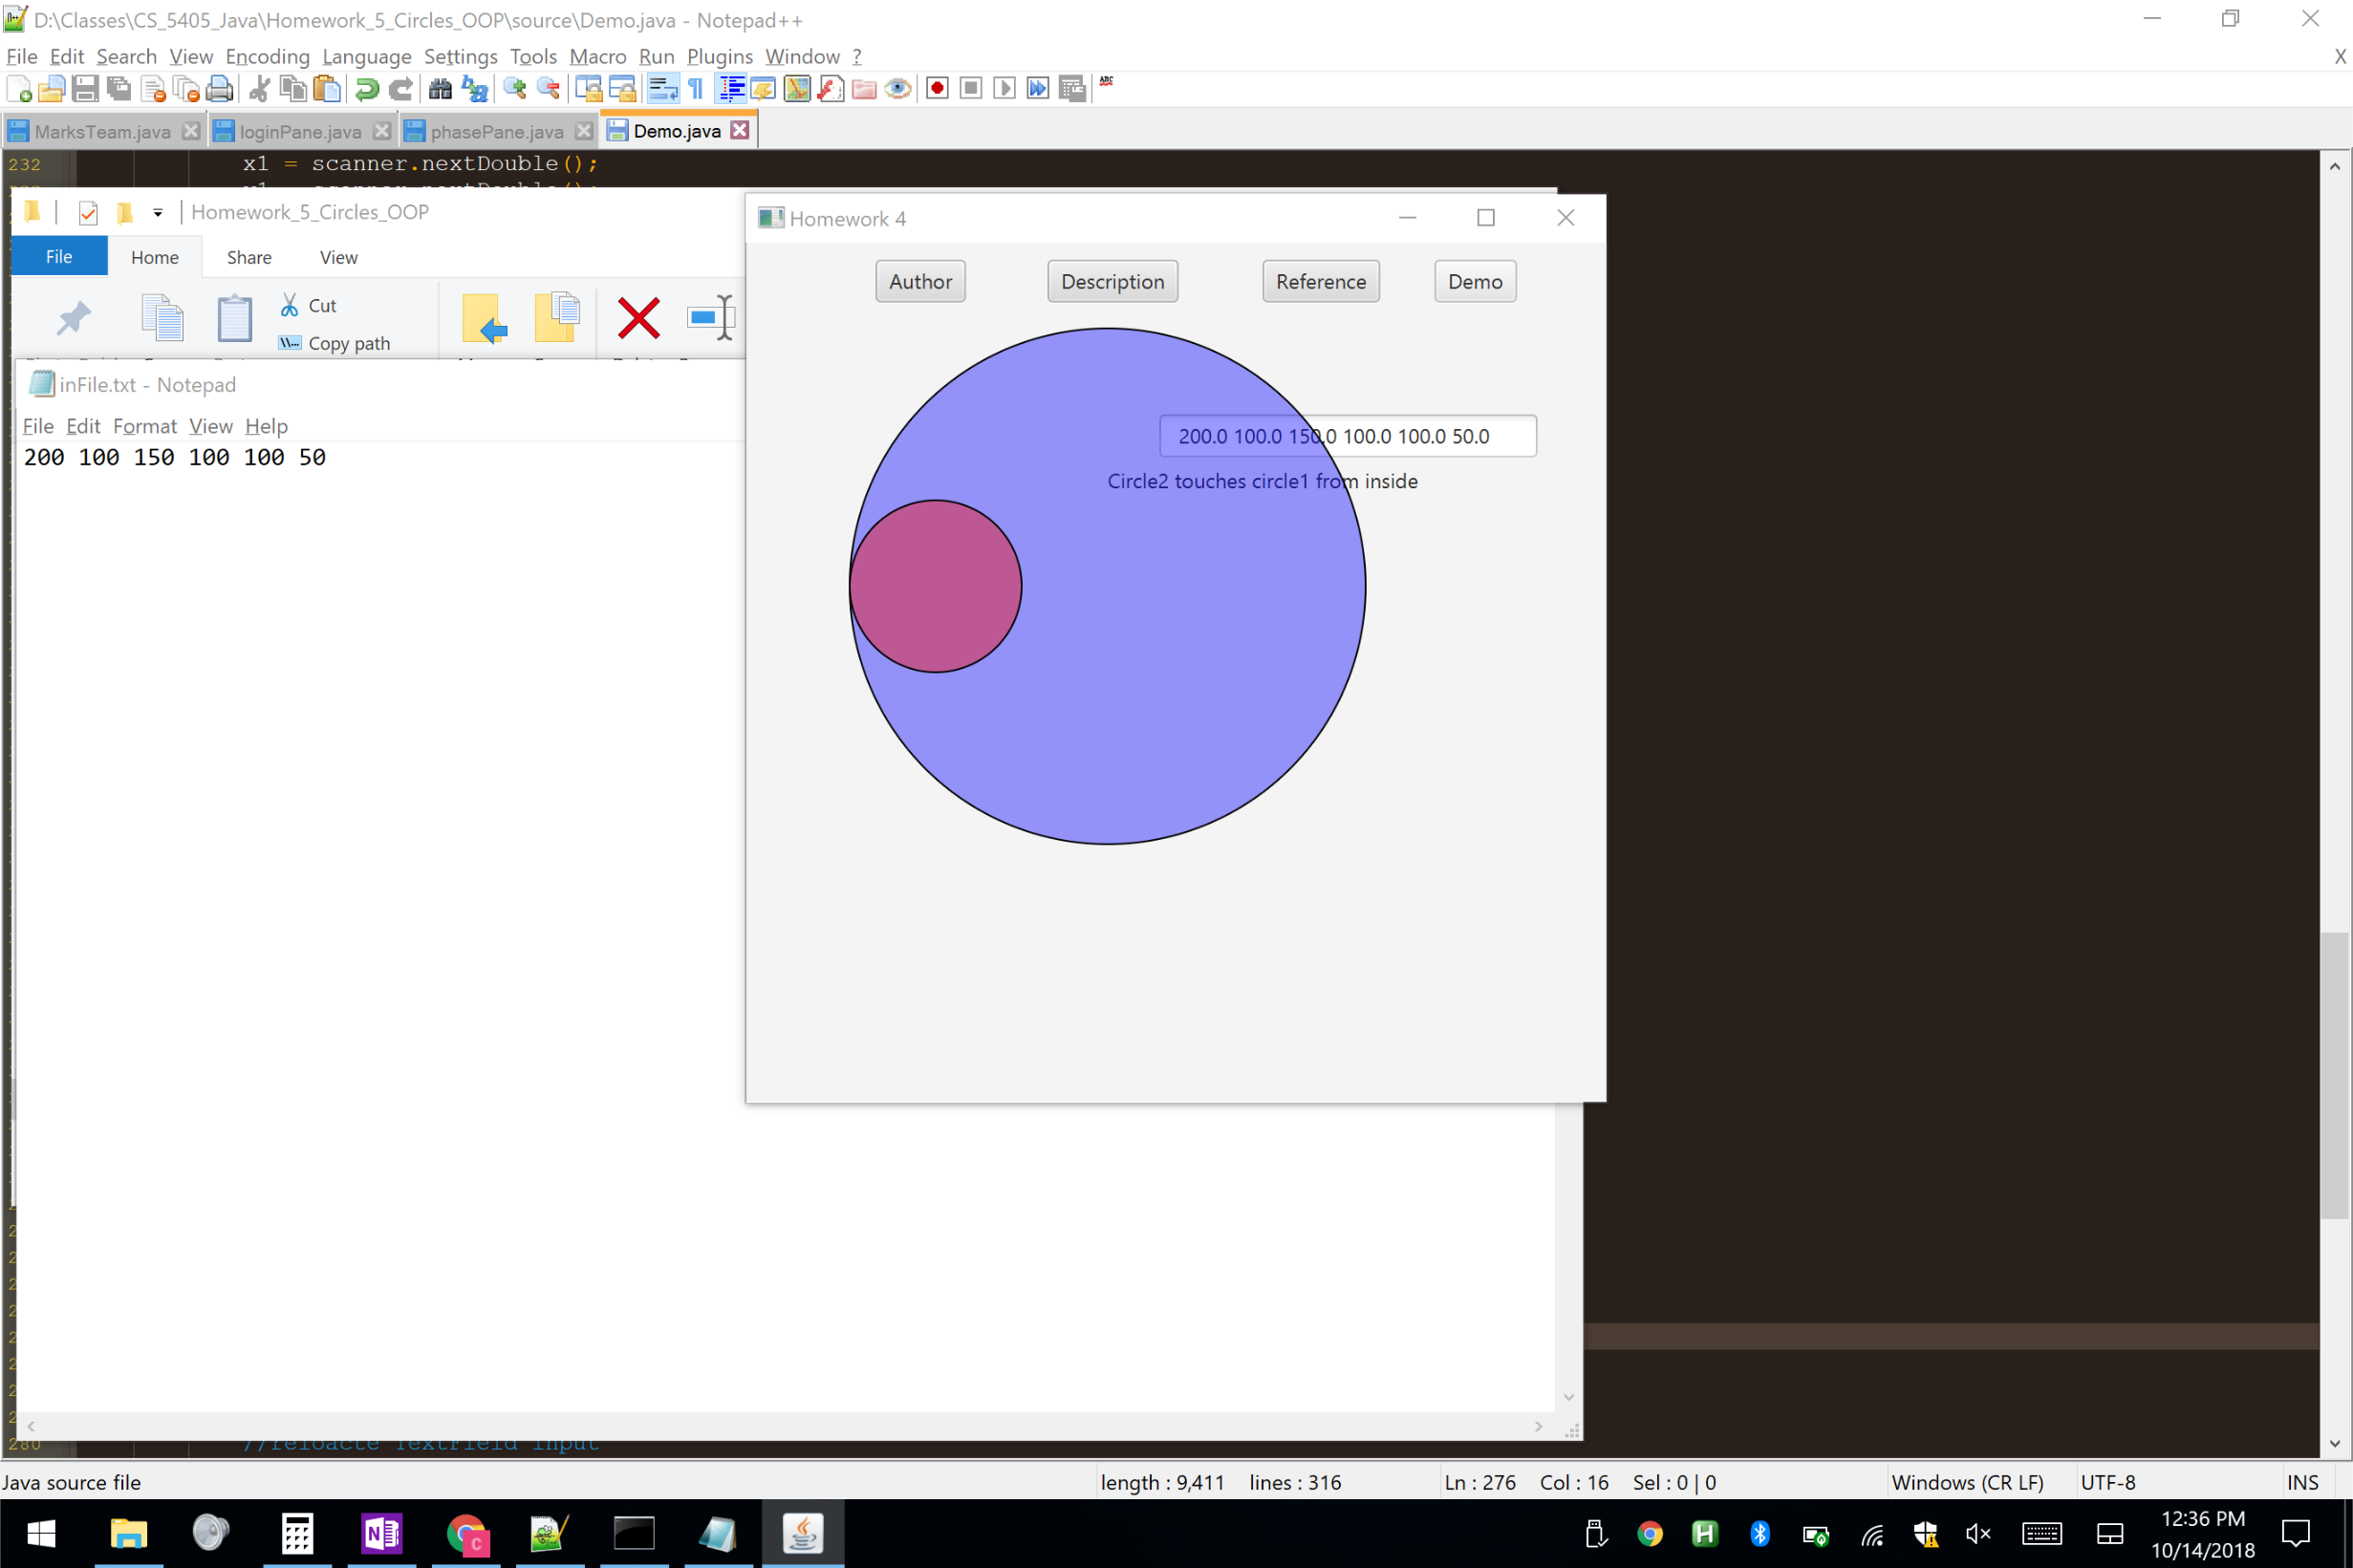 D:\Classes\CS_5405_Java\Homework_5_Circles_OOP\source\Demo.java - Notepad++
File Edit Search View Encoding Language Settings Tools Macro Run Plugins Window ?
X
MarksTeam.java loginPane.java phasePane.java Demo.java
232 x1 = scanner.nextDouble();
Homework_5_Circles_OOP
File Home Share View
Cut
Copy path
inFile.txt - Notepad
File Edit Format View Help
200 100 150 100 100 50
Homework 4
Author Description Reference Demo
200.0 100.0 150.0 100.0 100.0 50.0
Circle2 touches circle1 from inside
280 //reloacte TextField input
Java source file length : 9,411 lines : 316 Ln : 276 Col : 16 Sel : 0 | 0 Windows (CR LF) UTF-8 INS
12:36 PM
10/14/2018